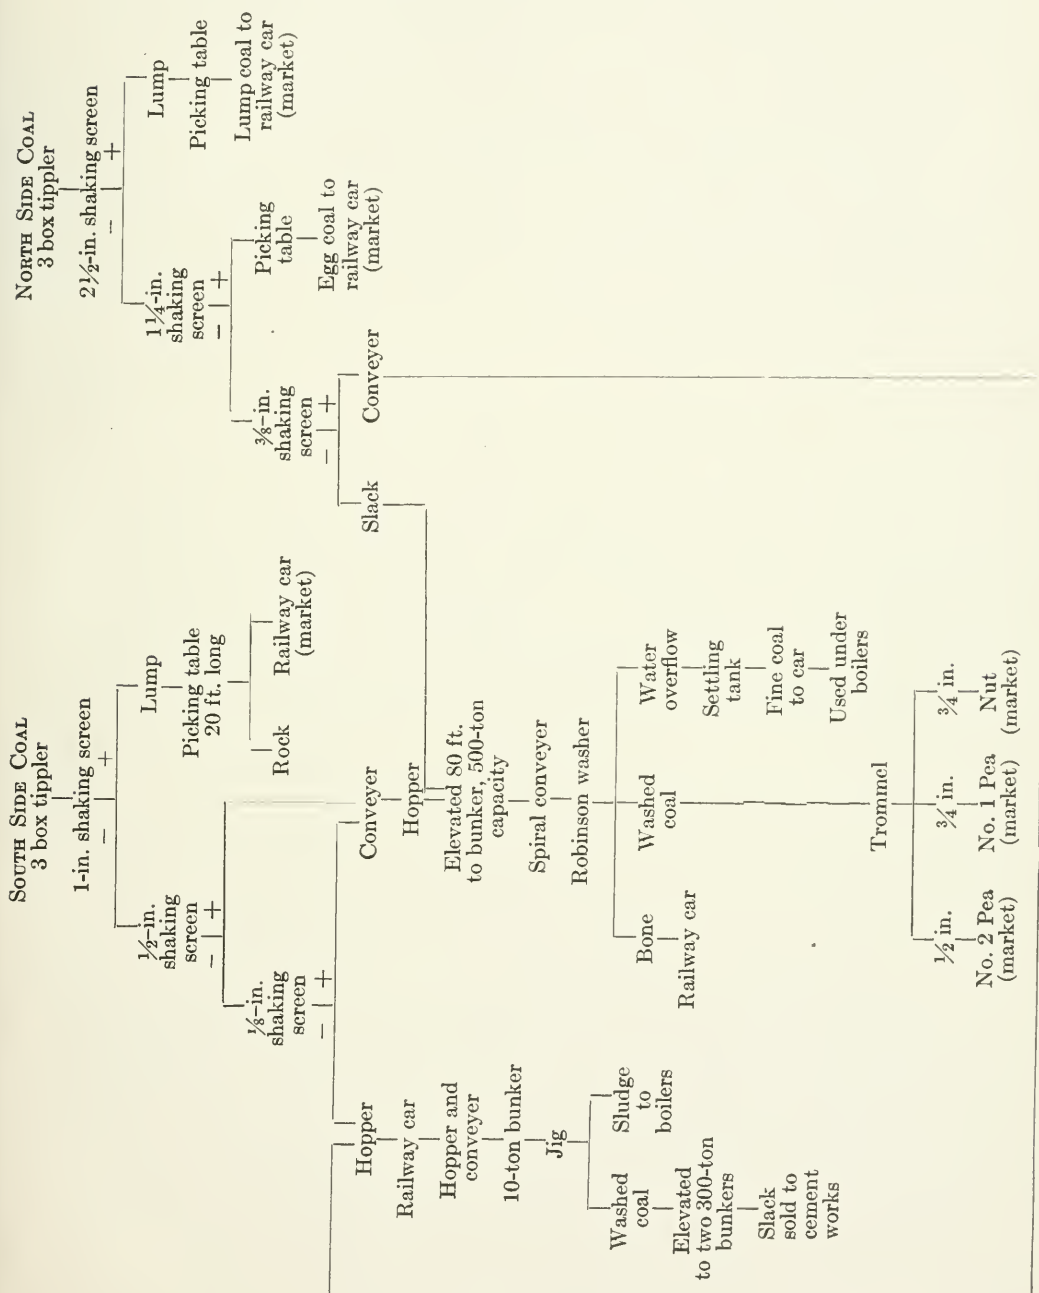 SOUTH SIDE COAL
3 box tippler
1-in. shaking screen
− +
½-in.
shaking
screen
− +
Lump
Picking table
20 ft. long
Rock
Railway car
(market)
⅛-in.
shaking
screen
− +
Hopper
Railway car
Hopper and
conveyer
10-ton bunker
Jig
Washed
coal
Elevated
to two 300-ton
bunkers
Slack
sold to
cement
works
Sludge
to
boilers
Conveyer
Hopper
Elevated 80 ft.
to bunker, 500-ton
capacity
Spiral conveyer
Robinson washer
Bone
Railway car
Washed
coal
Water
overflow
Settling
tank
Fine coal
to car
Used under
boilers
Trommel
½ in.
No. 2 Pea
(market)
¾ in.
No. 1 Pea
(market)
¾ in.
Nut
(market)
NORTH SIDE COAL
3 box tippler
2½-in. shaking screen
− +
1¼-in.
shaking
screen
− +
Lump
Picking table
Lump coal to
railway car
(market)
⅜-in.
shaking
screen
− +
Picking
table
Egg coal to
railway car
(market)
Slack
Conveyer